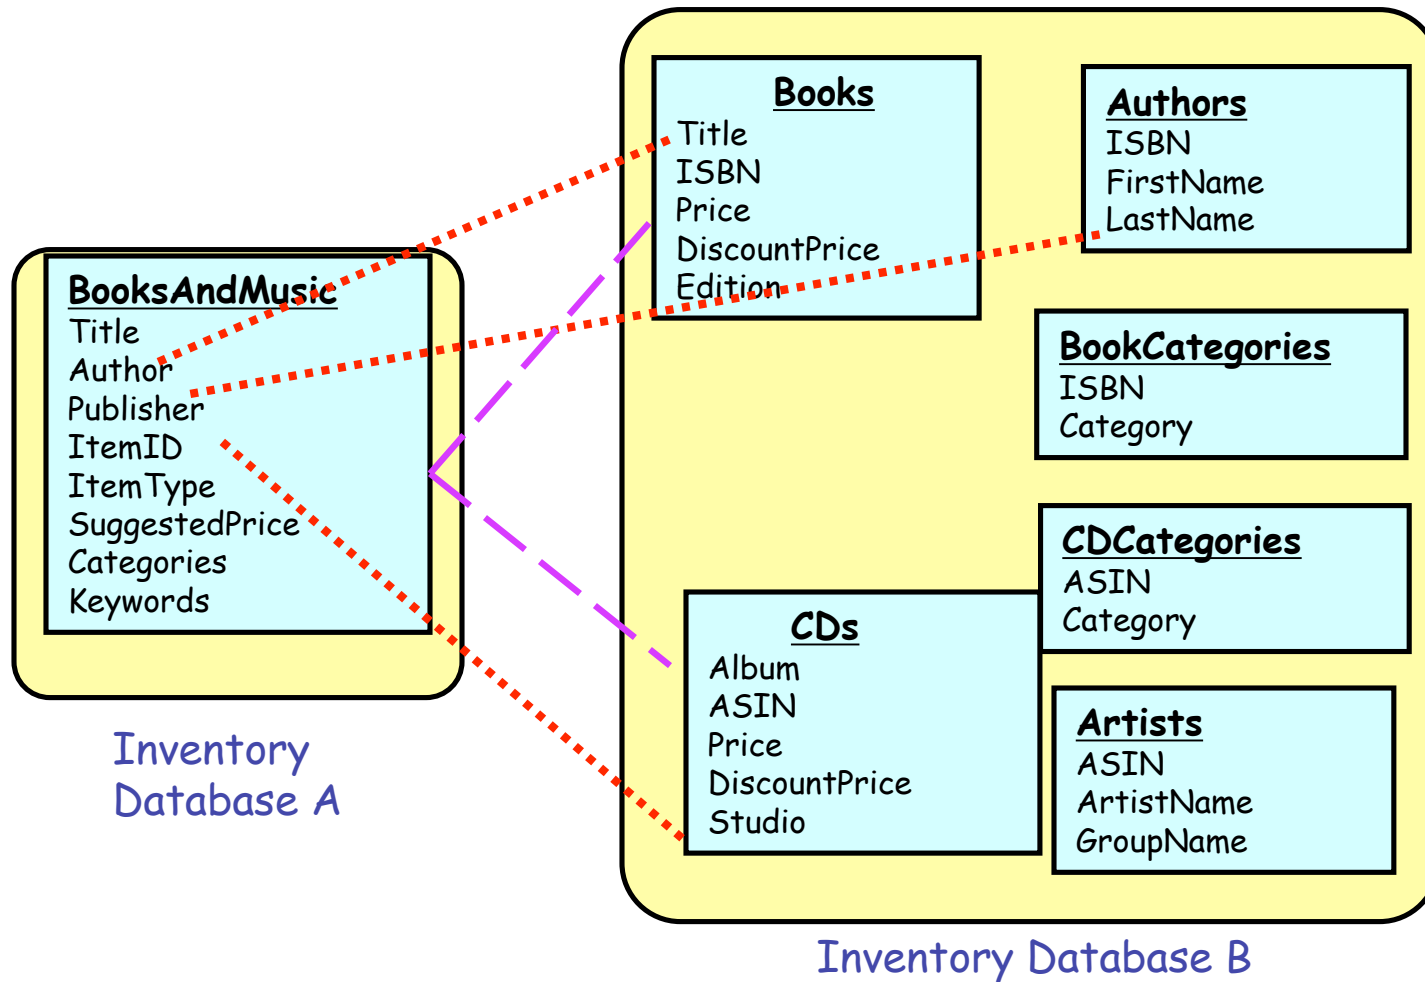 BooksAndMusic
Title
Author
Publisher
ItemID
ItemType
SuggestedPrice
Categories
Keywords
Inventory
Database A
Books
Title
ISBN
Price
DiscountPrice
Edition
Authors
ISBN
FirstName
LastName
BookCategories
ISBN
Category
CDCategories
ASIN
Category
CDs
Album
ASIN
Price
DiscountPrice
Studio
Artists
ASIN
ArtistName
GroupName
Inventory Database B